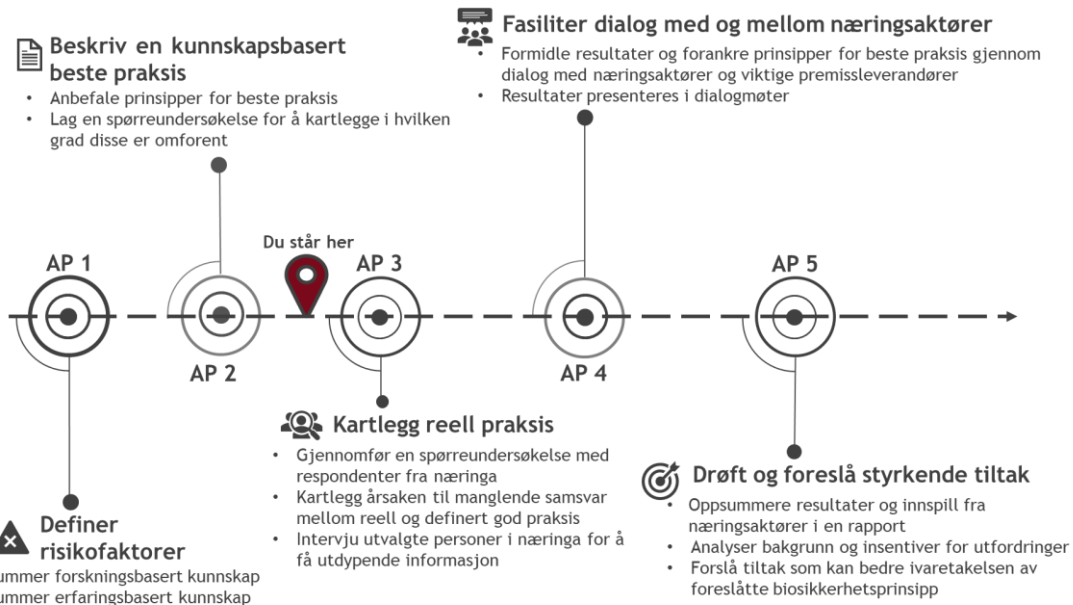 Beskriv en kunnskapsbasert
beste praksis
• Anbefale prinsipper for beste praksis
• Lag en spørreundersøkelse for å kartlegge i hvilken
grad disse er omforent
Fasiliter dialog med og mellom næringsaktører
• Formidle resultater og forankre prinsipper for beste praksis gjennom
dialog med næringsaktører og viktige premissleverandører
• Resultater presenteres i dialogmøter
Du står her
AP 1
AP 2
AP 3
AP 4
AP 5
Definer
risikofaktorer
ummer forskningsbasert kunnskap
ummer erfaringsbasert kunnskap
Kartlegg reell praksis
• Gjennomfør en spørreundersøkelse med
respondenter fra næringa
• Kartlegg årsaken til manglende samsvar
mellom reell og definert god praksis
• Intervju utvalgte personer i næringa for å
få utdypende informasjon
Drøft og foreslå styrkende tiltak
• Oppsummere resultater og innspill fra
næringsaktører i en rapport
• Analyser bakgrunn og insentiver for utfordringer
• Forslå tiltak som kan bedre ivaretakelsen av
foreslåtte biosikkerhetsprinsipp